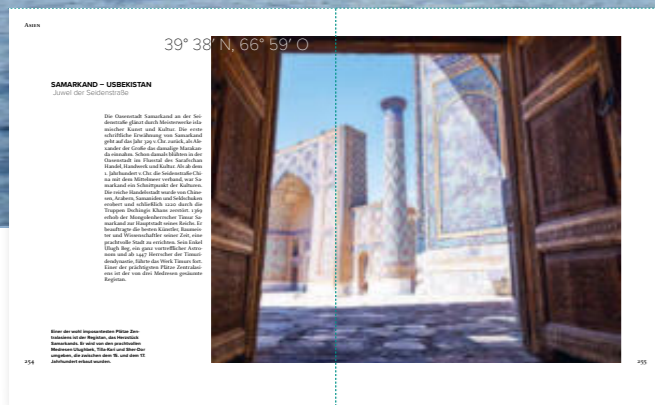 Asien
39° 38′ N, 66° 59′ O
SAMARKAND – USBEKISTAN
Juwel der Seidenstraße
Die Oasenstadt Samarkand an der Sei-
denstraße glänzt durch Meisterwerke isla-
mischer Kunst und Kultur. Die erste
schriftliche Erwähnung von Samarkand
geht auf das Jahr 329 v. Chr. zurück, als Ale-
xander der Große das damalige Marakan-
da einnahm. Schon damals blühten in der
Oasenstadt im Flusstal des Sarafschan
Handel, Handwerk und Kultur. Als ab dem
1. Jahrhundert v. Chr. die Seidenstraße Chi-
na mit dem Mittelmeer verband, war Sa-
markand ein Schnittpunkt der Kulturen.
Die reiche Handelsstadt wurde von Chine-
sen, Arabern, Samaniden und Seldschuken
erobert und schließlich 1220 durch die
Truppen Dschingis Khans zerstört. 1369
erhob der Mongolenherrscher Timur Sa-
markand zur Hauptstadt seines Reichs. Er
beauftragte die besten Künstler, Baumeis-
ter und Wissenschaftler seiner Zeit, eine
prachtvolle Stadt zu errichten. Sein Enkel
Ulugh Beg, ein ganz vortrefflicher Astro-
nom und ab 1447 Herrscher der Timuri-
dendynastie, führte das Werk Timurs fort.
Einer der prächtigsten Plätze Zentralasi-
ens ist der von drei Medresen gesäumte
Registan.
Einer der wohl imposantesten Plätze Zen-
tralasiens ist der Registan, das Herzstück
Samarkands. Er wird von den prachtvollen
Medresen Ulughbek, Tilla-Kori und Sher-Dor
umgeben, die zwischen dem 15. und dem 17.
Jahrhundert erbaut wurden.
254
255